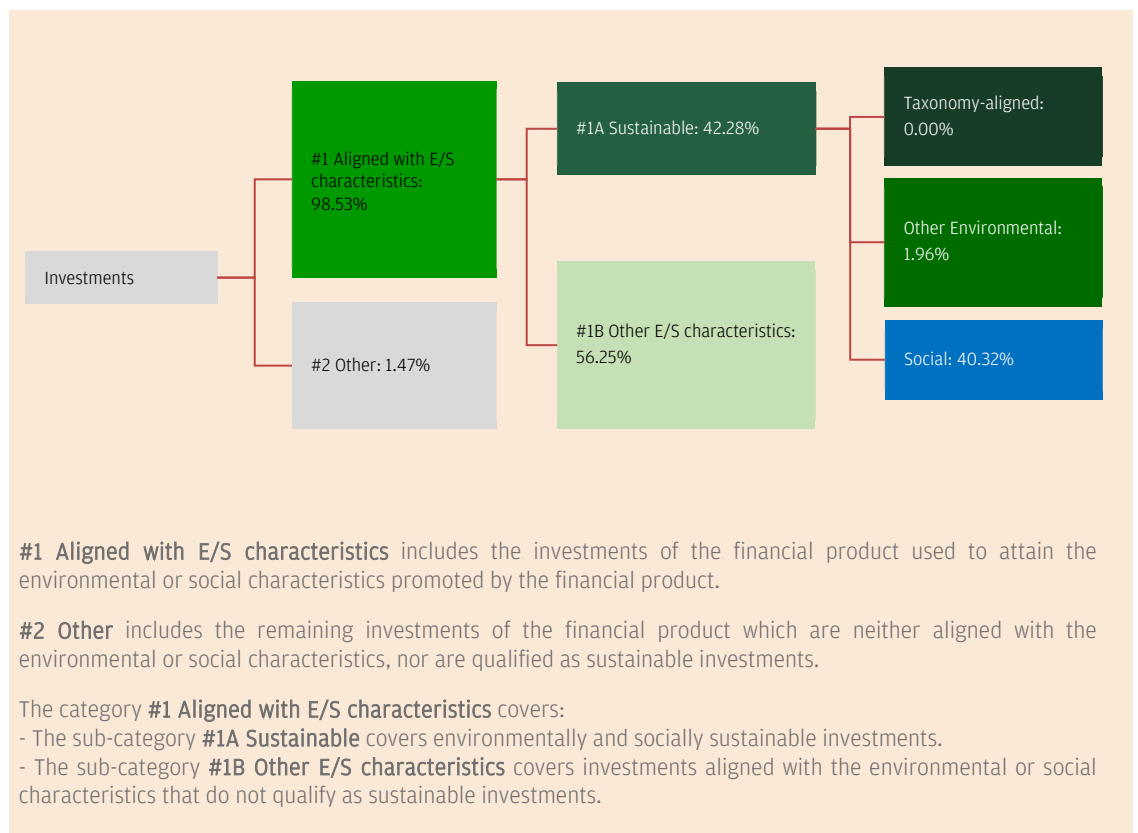 Investments
#1 Aligned with E/S
characteristics:
98.53%
#2 Other: 1.47%
#1A Sustainable: 42.28%
#1B Other E/S characteristics:
56.25%
Taxonomy-aligned:
0.00%
Other Environmental:
1.96%
Social: 40.32%
#1 Aligned with E/S characteristics includes the investments of the financial product used to attain the
environmental or social characteristics promoted by the financial product.
#2 Other includes the remaining investments of the financial product which are neither aligned with the
environmental or social characteristics, nor are qualified as sustainable investments.
The category #1 Aligned with E/S characteristics covers:
- The sub-category #1A Sustainable covers environmentally and socially sustainable investments.
- The sub-category #1B Other E/S characteristics covers investments aligned with the environmental or social
characteristics that do not qualify as sustainable investments.